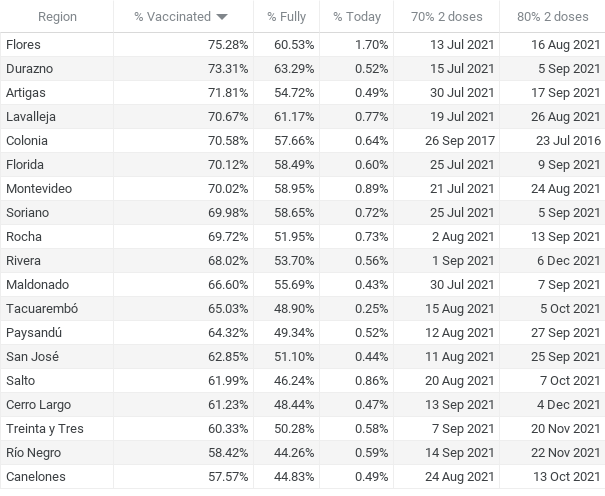 Region % Vaccinated % Fully % Today 70% 2 doses 80% 2 doses
Flores 75.28% 60.53% 1.70% 13 Jul 2021 16 Aug 2021
Durazno 73.31% 63.29% 0.52% 15 Jul 2021 5 Sep 2021
Artigas 71.81% 54.72% 0.49% 30 Jul 2021 17 Sep 2021
Lavalleja 70.67% 61.17% 0.77% 19 Jul 2021 26 Aug 2021
Colonia 70.58% 57.66% 0.64% 26 Sep 2017 23 Jul 2016
Florida 70.12% 58.49% 0.60% 25 Jul 2021 9 Sep 2021
Montevideo 70.02% 58.95% 0.89% 21 Jul 2021 24 Aug 2021
Soriano 69.98% 58.65% 0.72% 25 Jul 2021 5 Sep 2021
Rocha 69.72% 51.95% 0.73% 2 Aug 2021 13 Sep 2021
Rivera 68.02% 53.70% 0.56% 1 Sep 2021 6 Dec 2021
Maldonado 66.60% 55.69% 0.43% 30 Jul 2021 7 Sep 2021
Tacuarembó 65.03% 48.90% 0.25% 15 Aug 2021 5 Oct 2021
Paysandú 64.32% 49.34% 0.52% 12 Aug 2021 27 Sep 2021
San José 62.85% 51.10% 0.44% 11 Aug 2021 25 Sep 2021
Salto 61.99% 46.24% 0.86% 20 Aug 2021 7 Oct 2021
Cerro Largo 61.23% 48.44% 0.47% 13 Sep 2021 4 Dec 2021
Treinta y Tres 60.33% 50.28% 0.58% 7 Sep 2021 20 Nov 2021
Río Negro 58.42% 44.26% 0.59% 14 Sep 2021 22 Nov 2021
Canelones 57.57% 44.83% 0.49% 24 Aug 2021 13 Oct 2021